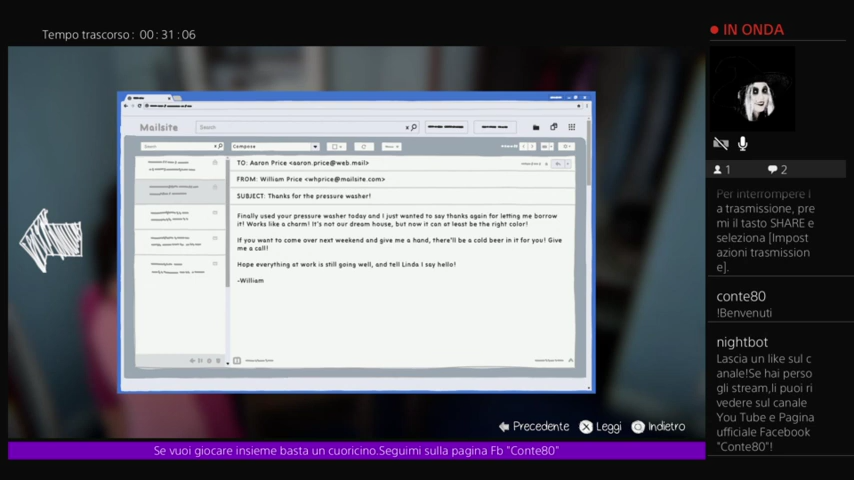 Tempo trascorso: 00:31:06
IN ONDA
Mailsite
Search
Search
Compose
TO: Aaron Price <aaron.price@web.mail>
FROM: William Price <whprice@mailsite.com>
SUBJECT: Thanks for the pressure washer!
Finally used your pressure washer today and I just wanted to say thanks again for letting me borrow
it! Works like a charm! It's not our dream house, but now it can at least be the right color!
If you want to come over next weekend and give me a hand, there'll be a cold beer in it for you! Give
me a call!
Hope everything at work is still going well, and tell Linda I say hello!
-William
Precedente
Leggi
Indietro
Se vuoi giocare insieme basta un cuoricino.Seguimi sulla pagina Fb "Conte80"
1
2
Per interrompere l
a trasmissione, pre
mi il tasto SHARE e
seleziona [Impost
azioni trasmission
e].
conte80
!Benvenuti
nightbot
Lascia un like sul c
anale!Se hai perso
gli stream,li puoi ri
vedere sul canale
You Tube e Pagina
ufficiale Facebook
"Conte80"!